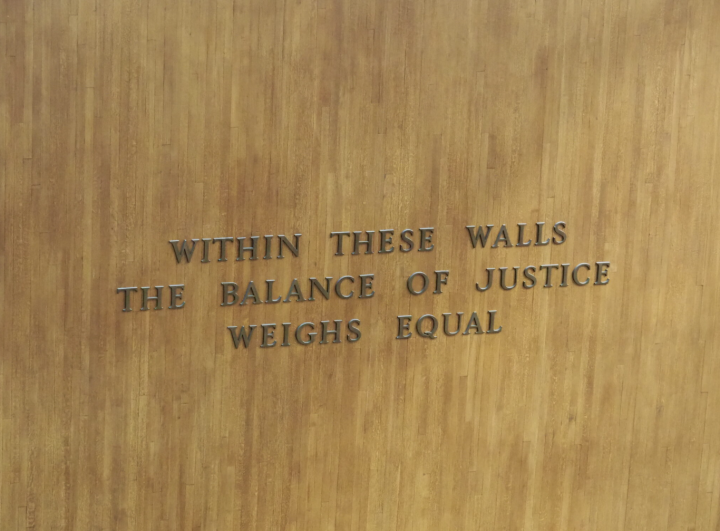 WITHIN THESE WALLS
THE BALANCE OF JUSTICE
WEIGHS EQUAL